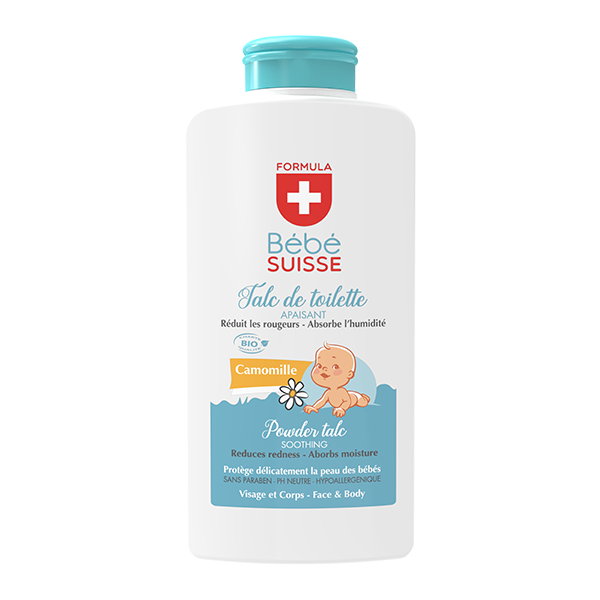 FORMULA
Bébé
SUISSE
Talc de toilette
APAISANT
Réduit les rougeurs - Absorbe l'humidité
BIO
Camomille
Powder talc
SOOTHING
Reduces redness - Absorbs moisture
Protège délicatement la peau des bébés
SANS PARABEN · PH NEUTRE · HYPOALLERGENIQUE
Visage et Corps - Face & Body